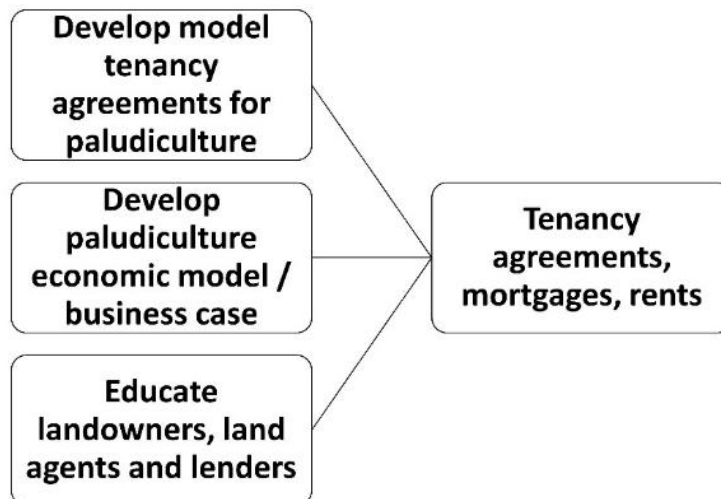 Develop model
tenancy
agreements for
paludiculture
Develop
paludiculture
economic model /
business case
Educate
landowners, land
agents and lenders
Tenancy
agreements,
mortgages, rents